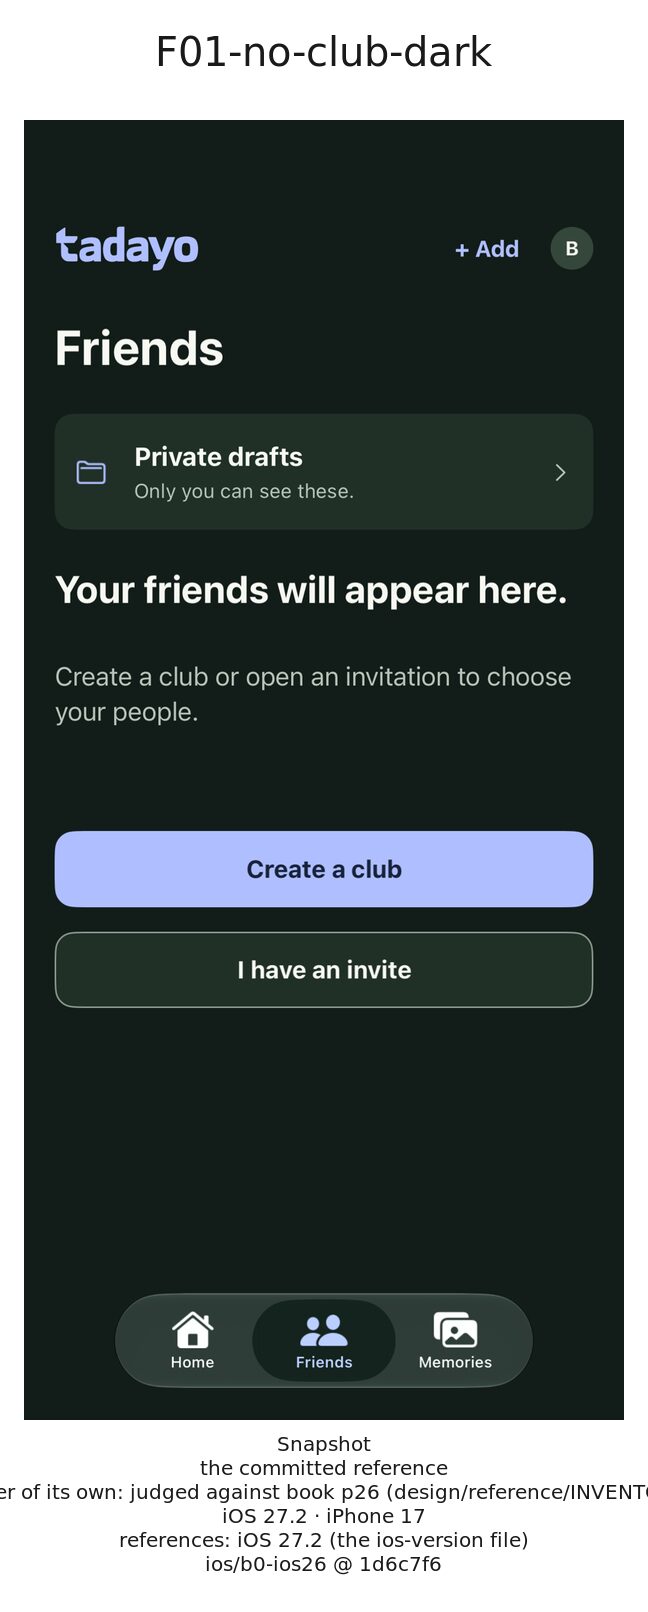 F01-no-club-dark
tadayo
+ Add
B
Friends
Private drafts
Only you can see these.
Your friends will appear here.
Create a club or open an invitation to choose
your people.
Create a club
I have an invite
Home
Friends
Memories
Snapshot
the committed reference
of its own: judged against book p26
iOS 27.2 · iPhone 17
references: iOS 27.2 (the ios-version file)
ios/b0-ios26 @ 1d6c7f6